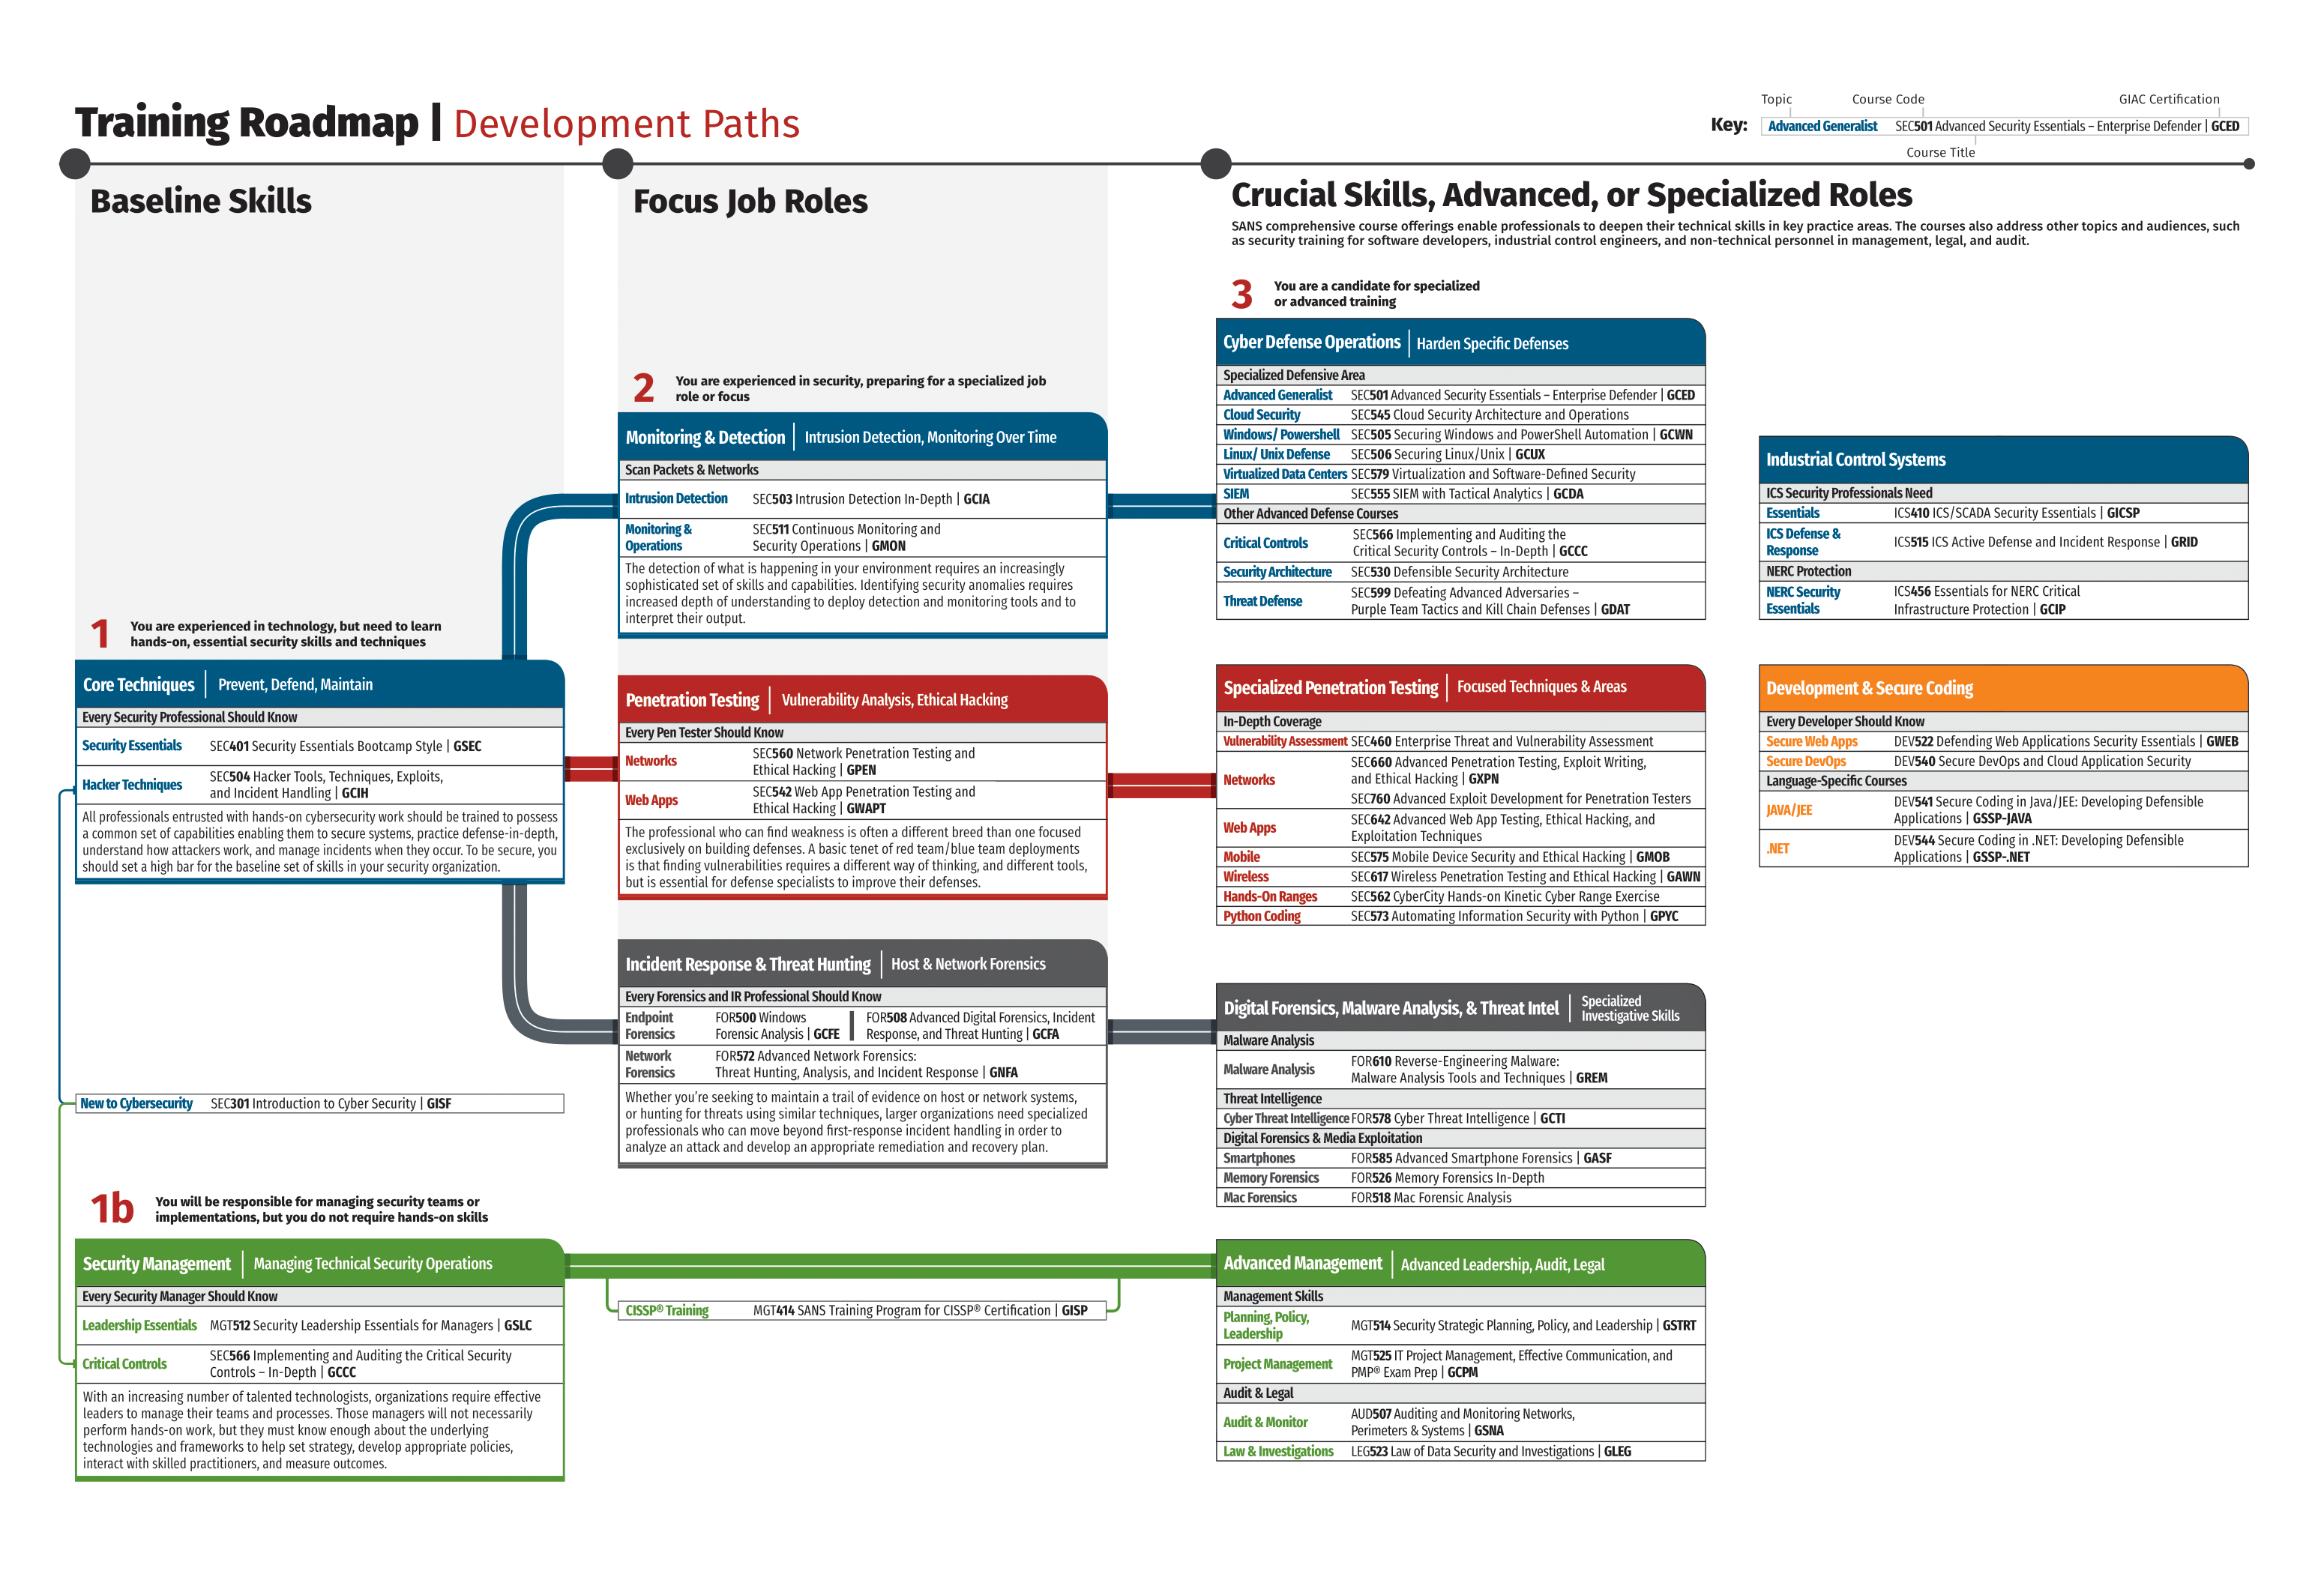 Training Roadmap | Development Paths
Topic
Course Code
GIAC Certification
Key:
Advanced Generalist SEC501 Advanced Security Essentials – Enterprise Defender | GCED
Course Title
Baseline Skills
1 You are experienced in technology, but need to learn
hands-on, essential security skills and techniques
Core Techniques | Prevent, Defend, Maintain
Every Security Professional Should Know
Security Essentials SEC401 Security Essentials Bootcamp Style | GSEC
Hacker Techniques SEC504 Hacker Tools, Techniques, Exploits,
and Incident Handling | GCIH
All professionals entrusted with hands-on cybersecurity work should be trained to possess
a common set of capabilities enabling them to secure systems, practice defense-in-depth,
understand how attackers work, and manage incidents when they occur. To be secure, you
should set a high bar for the baseline set of skills in your security organization.
New to Cybersecurity SEC301 Introduction to Cyber Security | GISF
1b You will be responsible for managing security teams or
implementations, but you do not require hands-on skills
Security Management | Managing Technical Security Operations
Every Security Manager Should Know
Leadership Essentials MGT512 Security Leadership Essentials for Managers | GSLC
Critical Controls SEC566 Implementing and Auditing the Critical Security
Controls – In-Depth | GCCC
With an increasing number of talented technologists, organizations require effective
leaders to manage their teams and processes. Those managers will not necessarily
perform hands-on work, but they must know enough about the underlying
technologies and frameworks to help set strategy, develop appropriate policies,
interact with skilled practitioners, and measure outcomes.
Focus Job Roles
2 You are experienced in security, preparing for a specialized job
role or focus
Monitoring & Detection | Intrusion Detection, Monitoring Over Time
Scan Packets & Networks
Intrusion Detection SEC503 Intrusion Detection In-Depth | GCIA
Monitoring & Operations SEC511 Continuous Monitoring and
Security Operations | GMON
The detection of what is happening in your environment requires an increasingly
sophisticated set of skills and capabilities. Identifying security anomalies requires
increased depth of understanding to deploy detection and monitoring tools and to
interpret their output.
Penetration Testing | Vulnerability Analysis, Ethical Hacking
Every Pen Tester Should Know
Networks SEC560 Network Penetration Testing and
Ethical Hacking | GPEN
Web Apps SEC542 Web App Penetration Testing and
Ethical Hacking | GWAPT
The professional who can find weakness is often a different breed than one focused
exclusively on building defenses. A basic tenet of red team/blue team deployments
is that finding vulnerabilities requires a different way of thinking, and different tools,
but is essential for defense specialists to improve their defenses.
Incident Response & Threat Hunting | Host & Network Forensics
Every Forensics and IR Professional Should Know
Endpoint Forensics FOR500 Windows
Forensic Analysis | GCFE
FOR508 Advanced Digital Forensics, Incident
Response, and Threat Hunting | GCFA
Network Forensics FOR572 Advanced Network Forensics:
Threat Hunting, Analysis, and Incident Response | GNFA
Whether you're seeking to maintain a trail of evidence on host or network systems,
or hunting for threats using similar techniques, larger organizations need specialized
professionals who can move beyond first-response incident handling in order to
analyze an attack and develop an appropriate remediation and recovery plan.
CISSP® Training MGT414 SANS Training Program for CISSP® Certification | GISP
Crucial Skills, Advanced, or Specialized Roles
SANS comprehensive course offerings enable professionals to deepen their technical skills in key practice areas. The courses also address other topics and audiences, such
as security training for software developers, industrial control engineers, and non-technical personnel in management, legal, and audit.
3 You are a candidate for specialized
or advanced training
Cyber Defense Operations | Harden Specific Defenses
Specialized Defensive Area
Advanced Generalist SEC501 Advanced Security Essentials – Enterprise Defender | GCED
Cloud Security SEC545 Cloud Security Architecture and Operations
Windows/ Powershell SEC505 Securing Windows and PowerShell Automation | GCWN
Linux/ Unix Defense SEC506 Securing Linux/Unix | GCUX
Virtualized Data Centers SEC579 Virtualization and Software-Defined Security
SIEM SEC555 SIEM with Tactical Analytics | GCDA
Other Advanced Defense Courses
Critical Controls SEC566 Implementing and Auditing the
Critical Security Controls – In-Depth | GCCC
Security Architecture SEC530 Defensible Security Architecture
Threat Defense SEC599 Defeating Advanced Adversaries –
Purple Team Tactics and Kill Chain Defenses | GDAT
Specialized Penetration Testing | Focused Techniques & Areas
In-Depth Coverage
Vulnerability Assessment SEC460 Enterprise Threat and Vulnerability Assessment
Networks SEC660 Advanced Penetration Testing, Exploit Writing,
and Ethical Hacking | GXPN
SEC760 Advanced Exploit Development for Penetration Testers
Web Apps SEC642 Advanced Web App Testing, Ethical Hacking, and
Exploitation Techniques
Mobile SEC575 Mobile Device Security and Ethical Hacking | GMOB
Wireless SEC617 Wireless Penetration Testing and Ethical Hacking | GAWN
Hands-On Ranges SEC562 CyberCity Hands-on Kinetic Cyber Range Exercise
Python Coding SEC573 Automating Information Security with Python | GPYC
Digital Forensics, Malware Analysis, & Threat Intel | Specialized
Investigative Skills
Malware Analysis
Malware Analysis FOR610 Reverse-Engineering Malware:
Malware Analysis Tools and Techniques | GREM
Threat Intelligence
Cyber Threat Intelligence FOR578 Cyber Threat Intelligence | GCTI
Digital Forensics & Media Exploitation
Smartphones FOR585 Advanced Smartphone Forensics | GASF
Memory Forensics FOR526 Memory Forensics In-Depth
Mac Forensics FOR518 Mac Forensic Analysis
Advanced Management | Advanced Leadership, Audit, Legal
Management Skills
Planning, Policy, Leadership MGT514 Security Strategic Planning, Policy, and Leadership | GSTRT
Project Management MGT525 IT Project Management, Effective Communication, and
PMP® Exam Prep | GCPM
Audit & Legal
Audit & Monitor AUD507 Auditing and Monitoring Networks,
Perimeters & Systems | GSNA
Law & Investigations LEG523 Law of Data Security and Investigations | GLEG
Industrial Control Systems
ICS Security Professionals Need
Essentials ICS410 ICS/SCADA Security Essentials | GICSP
ICS Defense & Response ICS515 ICS Active Defense and Incident Response | GRID
NERC Protection
NERC Security Essentials ICS456 Essentials for NERC Critical
Infrastructure Protection | GCIP
Development & Secure Coding
Every Developer Should Know
Secure Web Apps DEV522 Defending Web Applications Security Essentials | GWEB
Secure DevOps DEV540 Secure DevOps and Cloud Application Security
Language-Specific Courses
JAVA/JEE DEV541 Secure Coding in Java/JEE: Developing Defensible
Applications | GSSP-JAVA
.NET DEV544 Secure Coding in .NET: Developing Defensible
Applications | GSSP-.NET